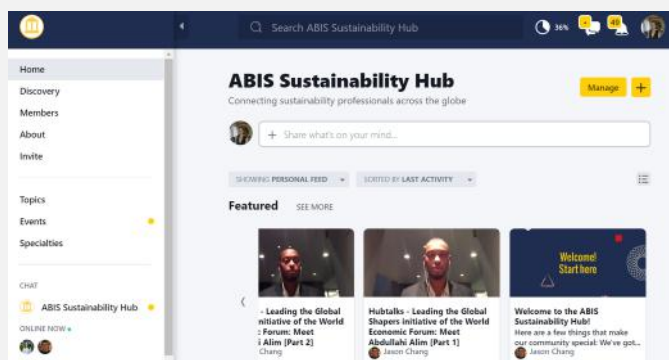 Search ABIS Sustainability Hub
36%
49
Home
Discovery
Members
About
Invite
Topics
Events
Specialties
CHAT
ABIS Sustainability Hub
ONLINE NOW
ABIS Sustainability Hub
Connecting sustainability professionals across the globe
Manage
Share what's on your mind...
SHOWING PERSONAL FEED
SORTED BY LAST ACTIVITY
Featured
SEE MORE
- Leading the Global
nitiative of the World
Forum: Meet
i Alim [Part 2]
Chang
Hubtalks - Leading the Global
Shapers initiative of the World
Economic Forum: Meet
Abdullahi Alim [Part 1]
Jason Chang
Welcome!
Start here
Welcome to the ABIS
Sustainability Hub!
Here are a few things that make
our community special: We've got...
Jason Chang